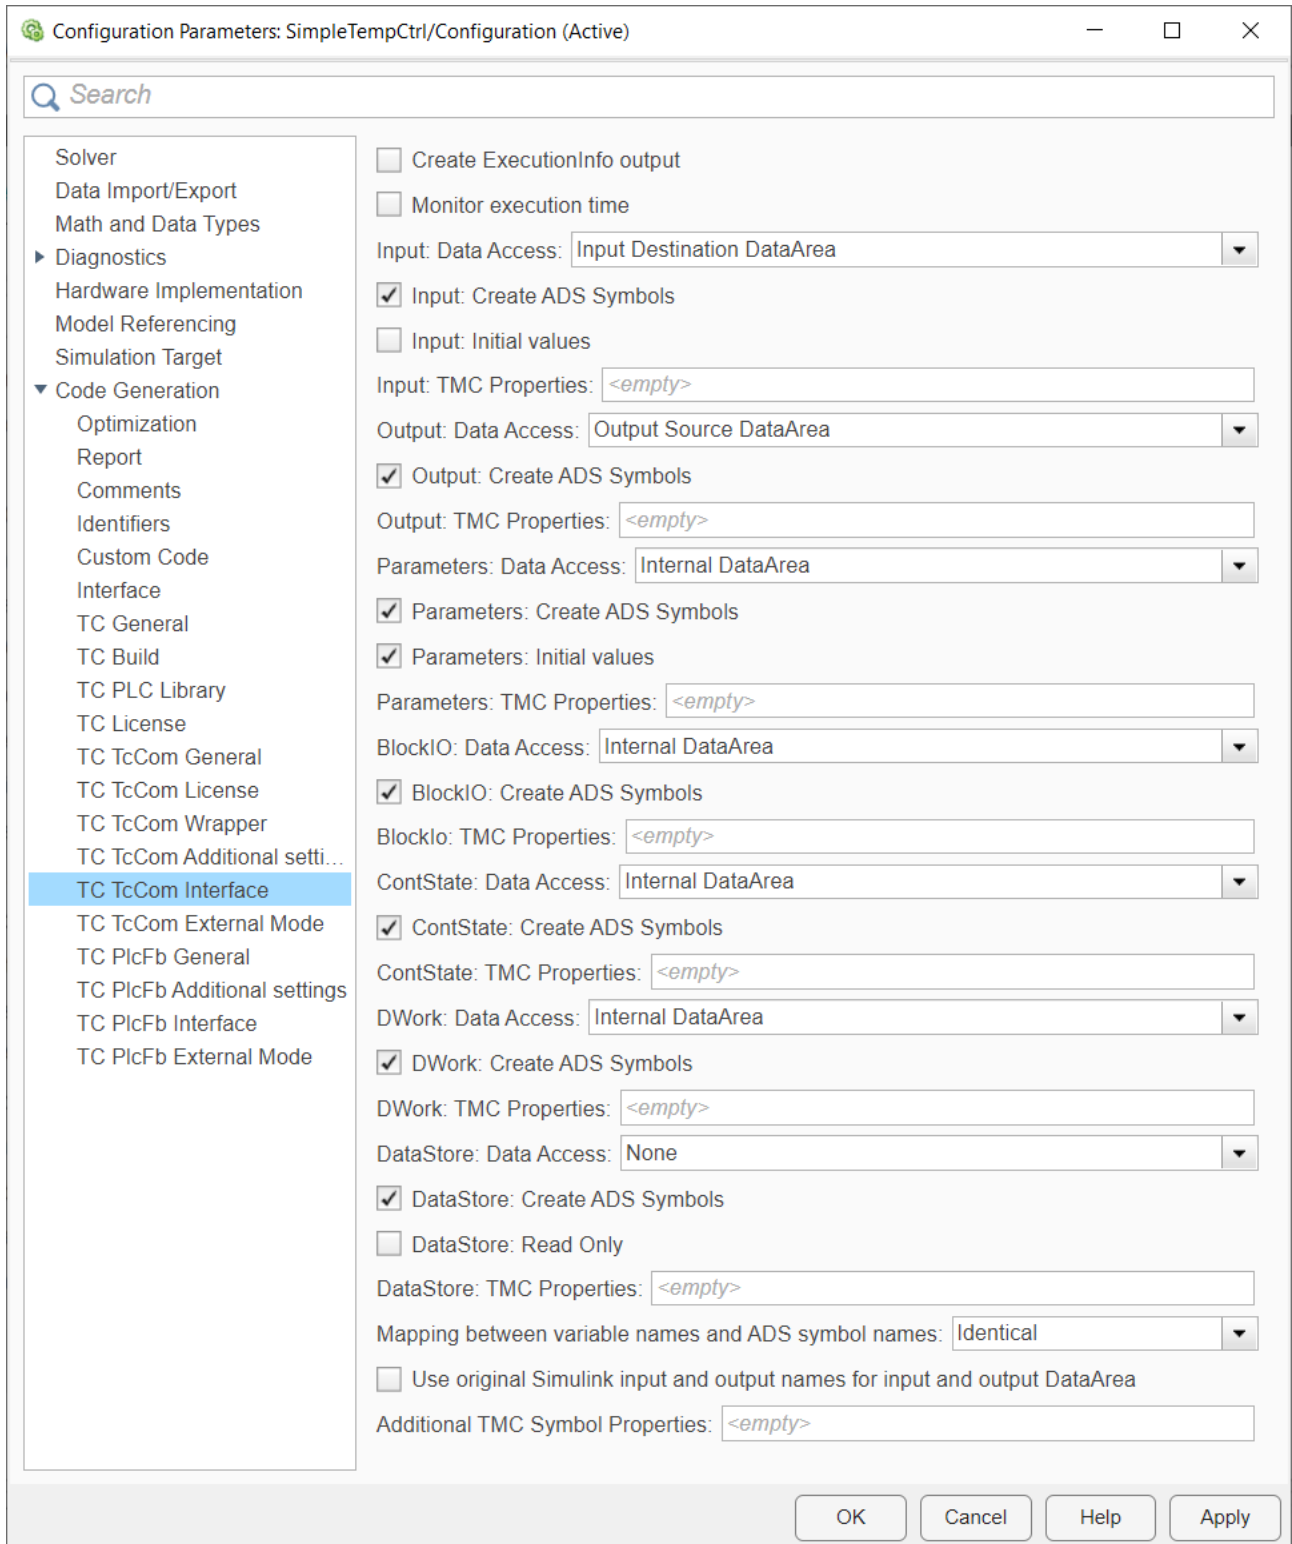 Configuration Parameters: SimpleTempCtrl/Configuration (Active)
Search
Solver
Data Import/Export
Math and Data Types
Diagnostics
Hardware Implementation
Model Referencing
Simulation Target
Code Generation
Optimization
Report
Comments
Identifiers
Custom Code
Interface
TC General
TC Build
TC PLC Library
TC License
TC TcCom General
TC TcCom License
TC TcCom Wrapper
TC TcCom Additional setti...
TC TcCom Interface
TC TcCom External Mode
TC PlcFb General
TC PlcFb Additional settings
TC PlcFb Interface
TC PlcFb External Mode
Create ExecutionInfo output
Monitor execution time
Input: Data Access: Input Destination DataArea
Input: Create ADS Symbols
Input: Initial values
Input: TMC Properties: <empty>
Output: Data Access: Output Source DataArea
Output: Create ADS Symbols
Output: TMC Properties: <empty>
Parameters: Data Access: Internal DataArea
Parameters: Create ADS Symbols
Parameters: Initial values
Parameters: TMC Properties: <empty>
BlockIO: Data Access: Internal DataArea
BlockIO: Create ADS Symbols
BlockIo: TMC Properties: <empty>
ContState: Data Access: Internal DataArea
ContState: Create ADS Symbols
ContState: TMC Properties: <empty>
DWork: Data Access: Internal DataArea
DWork: Create ADS Symbols
DWork: TMC Properties: <empty>
DataStore: Data Access: None
DataStore: Create ADS Symbols
DataStore: Read Only
DataStore: TMC Properties: <empty>
Mapping between variable names and ADS symbol names: Identical
Use original Simulink input and output names for input and output DataArea
Additional TMC Symbol Properties: <empty>
OK Cancel Help Apply